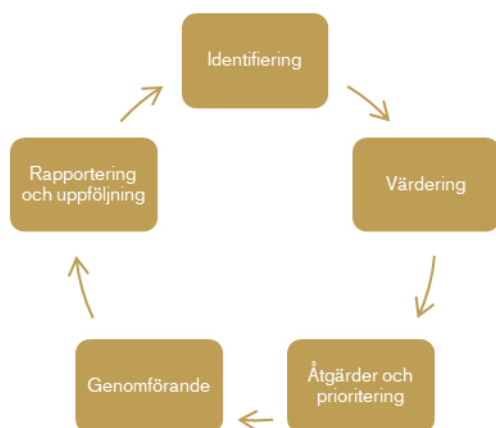 Identifiering
Värdering
Åtgärder och
prioritering
Genomförande
Rapportering
och uppföljning